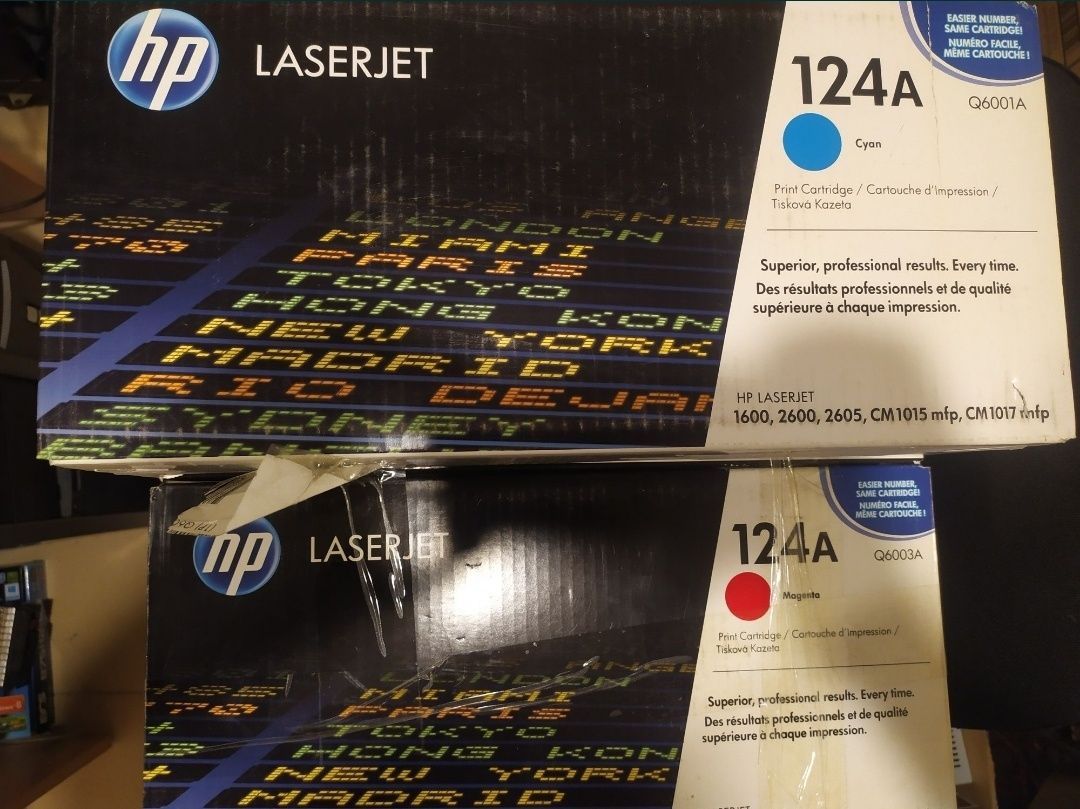 hp
LASERJET
EASIER NUMBER,
SAME CARTRIDGE!
NUMÉRO FACILE,
MÊME CARTOUCHE !
124A
Q6001A
Cyan
Print Cartridge / Cartouche d'impression /
Tisková Kazeta
Superior, professional results. Every time.
Des résultats professionnels et de qualité
supérieure à chaque impression.
HP LASERJET
1600, 2600, 2605, CM1015 mfp, CM1017 mfp
LONDON ANGE
MIAMI
PARIS
TOKYO
HONG KON
NEW YORK
MADRID
RIO DEJAN
SYDNEY
hp
LASERJET
EASIER NUMBER,
SAME CARTRIDGE!
NUMÉRO FACILE,
MÊME CARTOUCHE !
124A
Q6003A
Magenta
Print Cartridge / Cartouche d'impression /
Tisková Kazeta
Superior, professional results. Every time.
Des résultats professionnels et de qualité
supérieure à chaque impression.
LONDON ANGE
MIAMI
PARIS
TOKYO
HONG KON
NEW YORK
MADRID